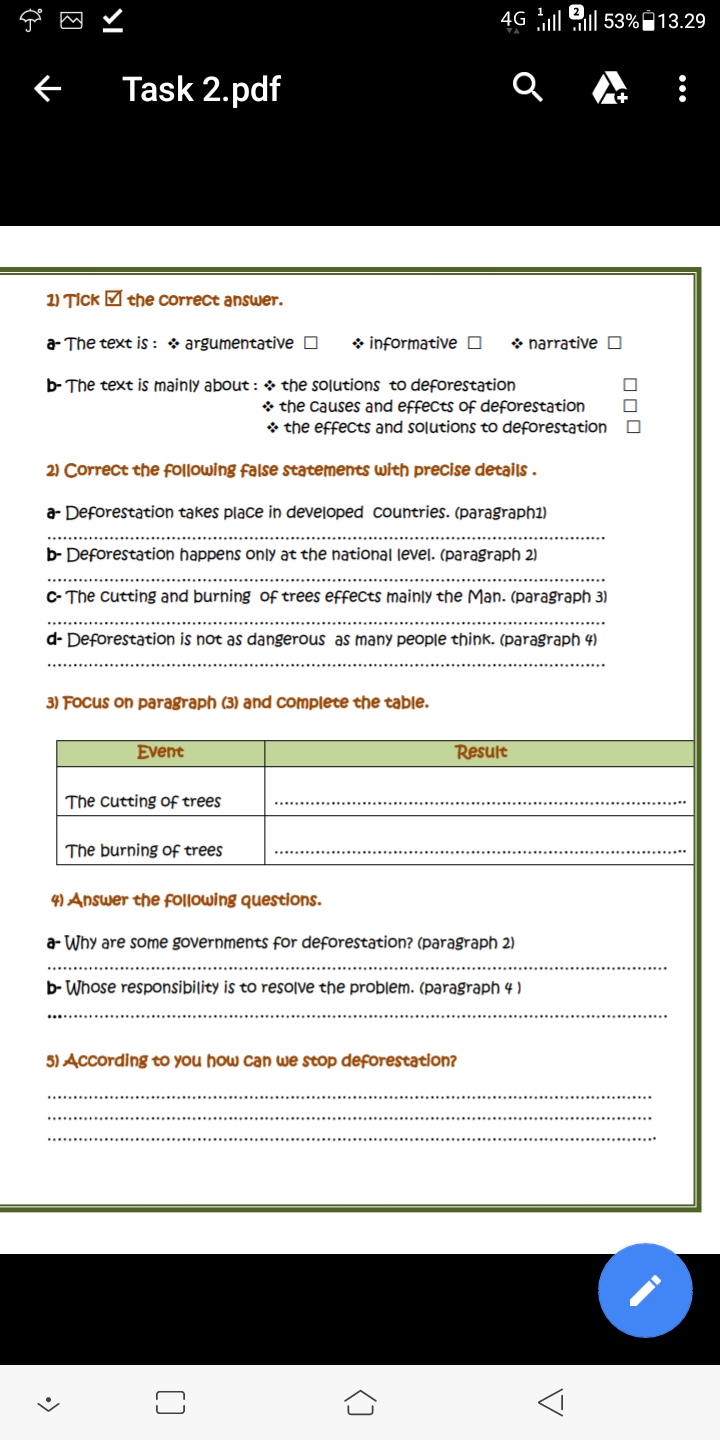 4G 1 2 53% 13.29
Task 2.pdf
1) Tick ☑ the correct answer.
a- The text is : ❖ argumentative ☐ ❖ informative ☐ ❖ narrative ☐
b- The text is mainly about : ❖ the solutions to deforestation ☐
❖ the causes and effects of deforestation ☐
❖ the effects and solutions to deforestation ☐
2) Correct the following false statements with precise details .
a- Deforestation takes place in developed countries. (paragraph1)
................................................................................
b- Deforestation happens only at the national level. (paragraph 2)
................................................................................
c- The cutting and burning of trees effects mainly the Man. (paragraph 3)
................................................................................
d- Deforestation is not as dangerous as many people think. (paragraph 4)
................................................................................
3) Focus on paragraph (3) and complete the table.
Event Result
The cutting of trees ................................................................................
The burning of trees ................................................................................
4) Answer the following questions.
a- Why are some governments for deforestation? (paragraph 2)
................................................................................
b- Whose responsibility is to resolve the problem. (paragraph 4 )
................................................................................
5) According to you how can we stop deforestation?
................................................................................
................................................................................
................................................................................